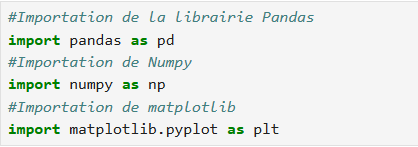 #Importation de la librairie Pandas
import pandas as pd
#Importation de Numpy
import numpy as np
#Importation de matplotlib
import matplotlib.pyplot as plt